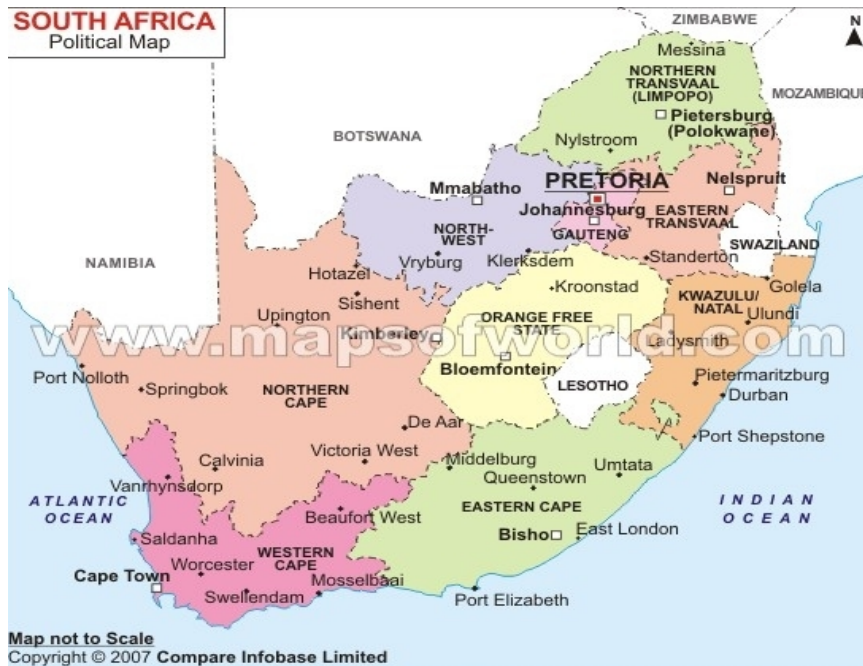 SOUTH AFRICA
Political Map
ZIMBABWE
N
Messina
NORTHERN
TRANSVAAL
(LIMPOPO)
MOZAMBIQUE
Pietersburg
(Polokwane)
BOTSWANA
Nylstroom
Mmabatho
PRETORIA
Nelspruit
Johannesburg
GAUTENG
EASTERN
TRANSVAAL
NORTH-
WEST
SWAZILAND
NAMIBIA
Vryburg
Klerksdem
Standerton
Hotazel
Sishent
Kroonstad
Golela
KWAZULU/
NATAL
Upington
ORANGE FREE
STATE
Ulundi
www.mapsofworld.com
Kimberley
Ladysmith
Port Nolloth
Bloemfontein
LESOTHO
Springbok
NORTHERN
CAPE
Pietermaritzburg
Durban
De Aar
Port Shepstone
Calvinia
Victoria West
Middelburg
Umtata
Queenstown
Vanrhynsdorp
ATLANTIC
OCEAN
INDIAN
OCEAN
Beaufort West
EASTERN CAPE
Bisho
East London
Saldanha
WESTERN
CAPE
Worcester
Cape Town
Swellendam
Mosselbaai
Port Elizabeth
Map not to Scale
Copyright © 2007 Compare Infobase Limited